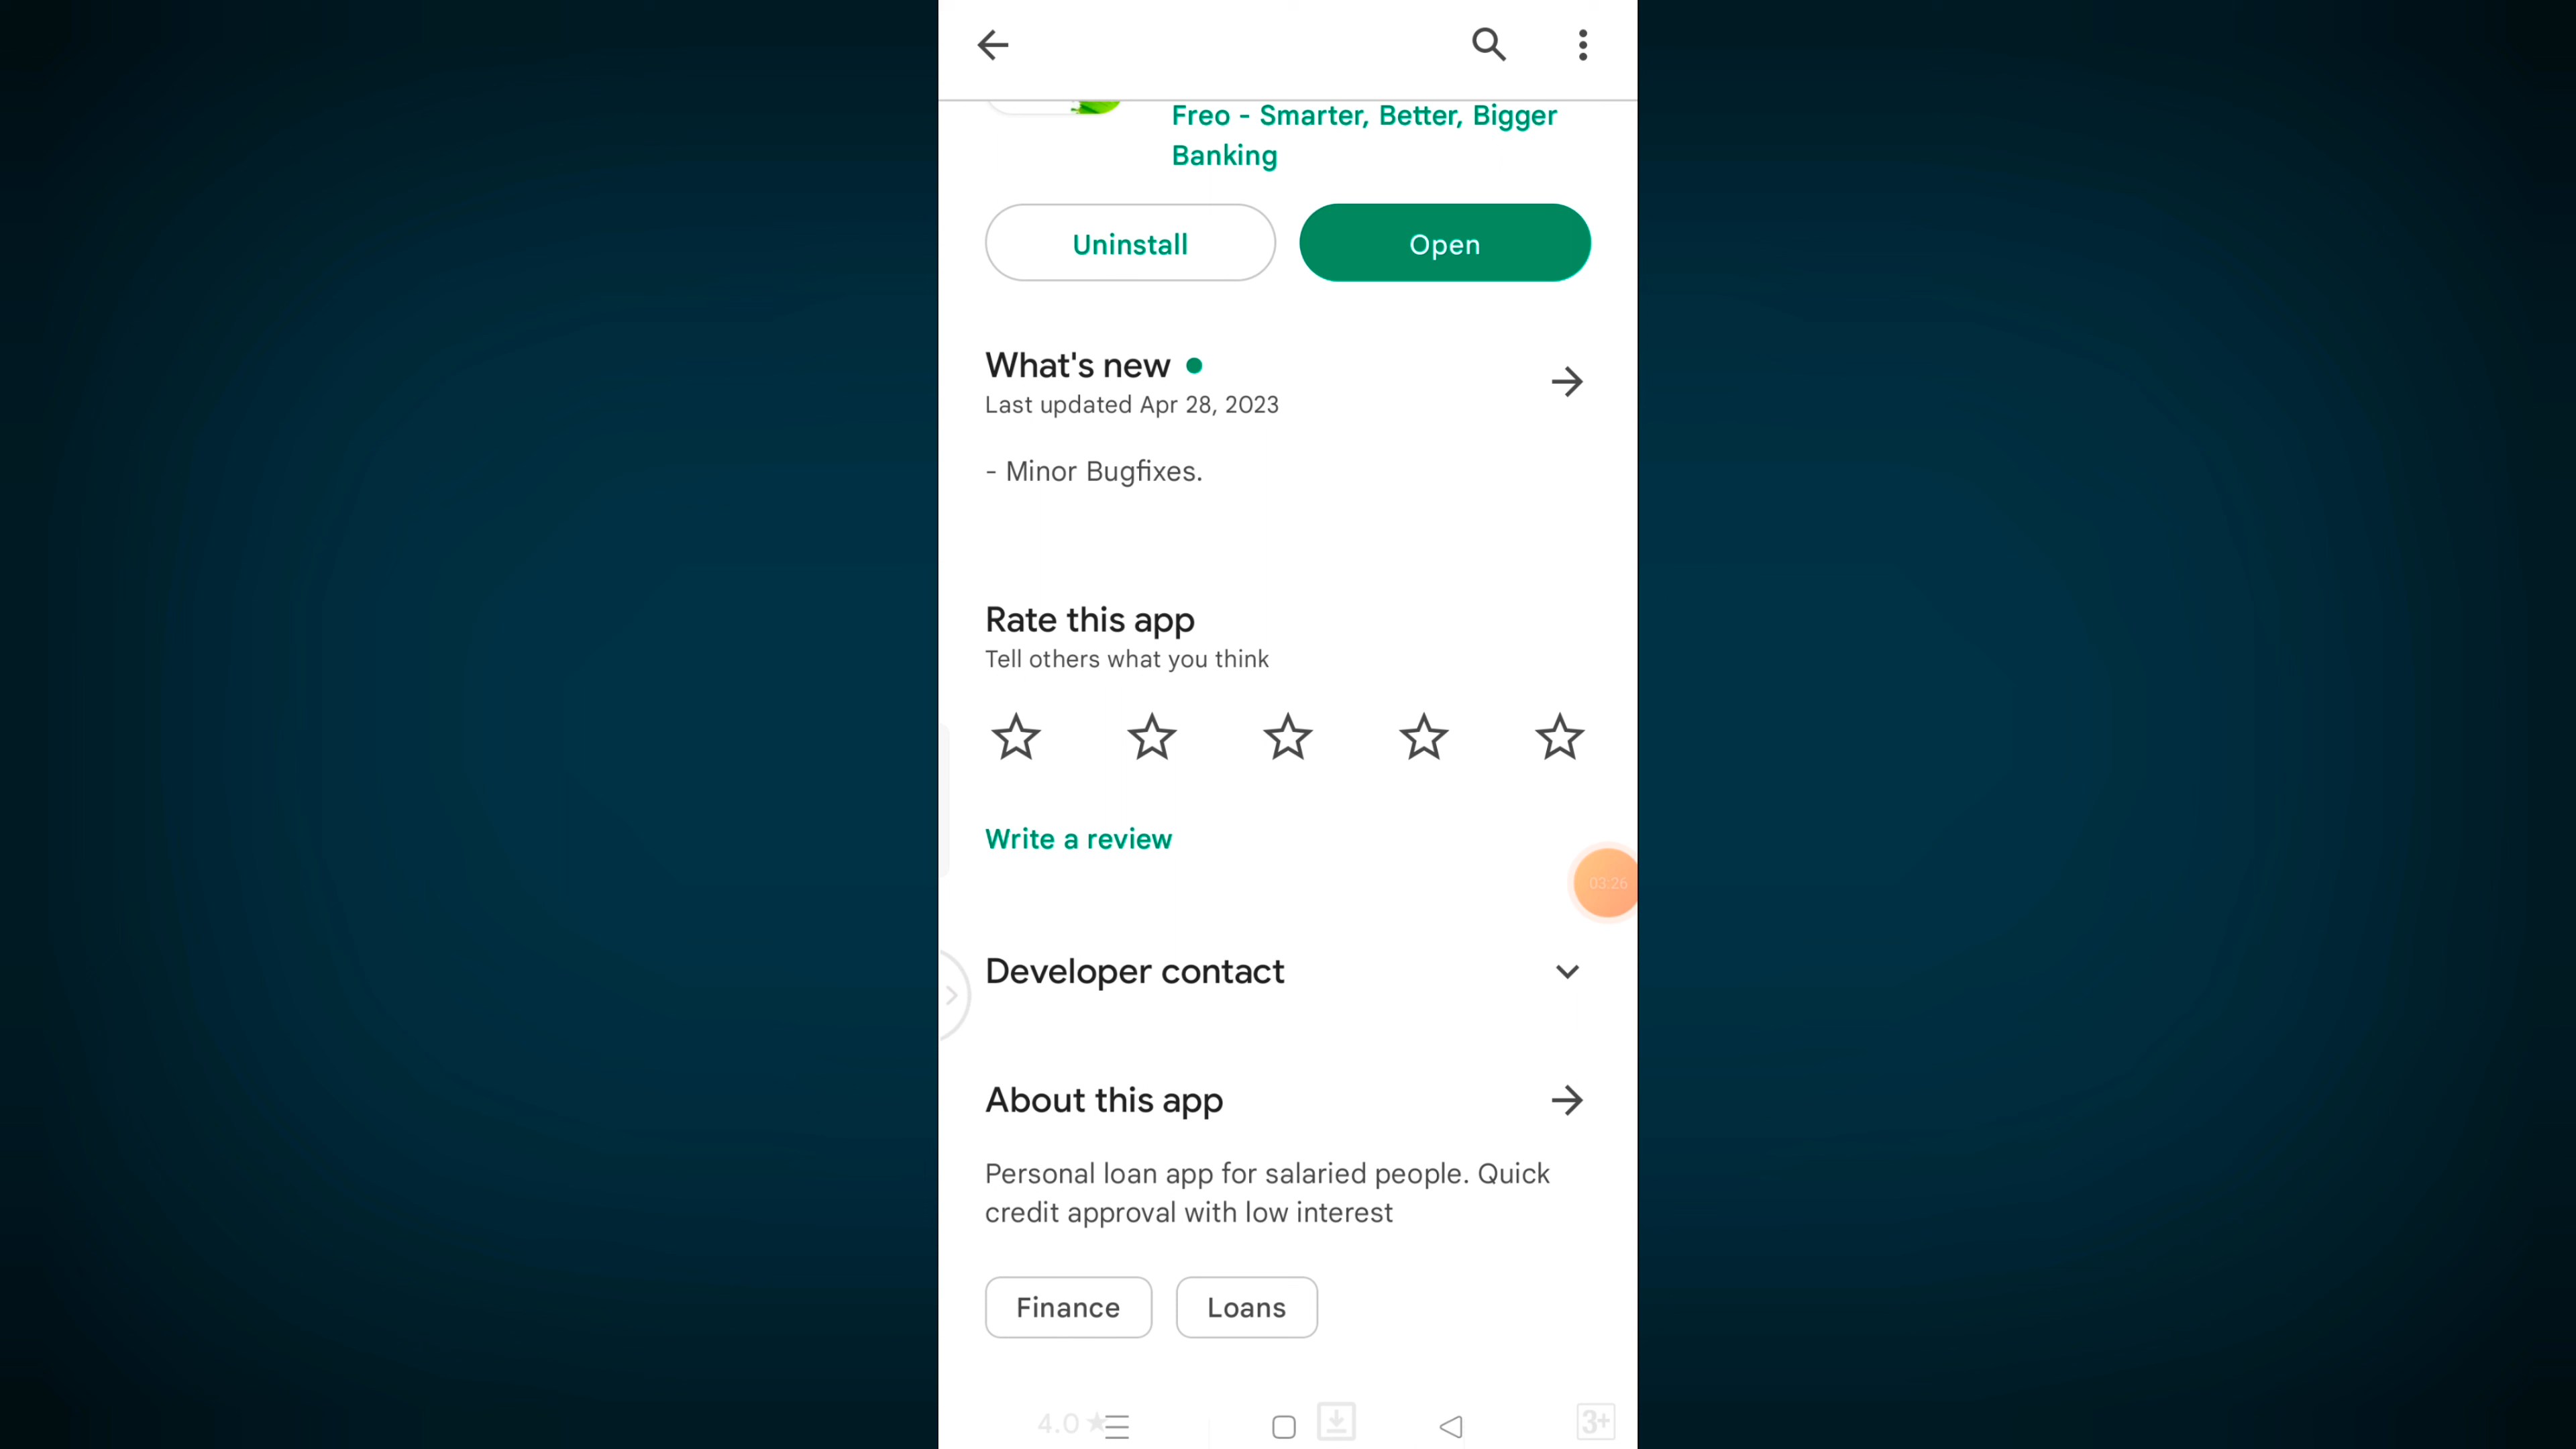 Freo - Smarter, Better, Bigger
Banking
Uninstall
Open
What's new
Last updated Apr 28, 2023
- Minor Bugfixes.
Rate this app
Tell others what you think
Write a review
03:26
Developer contact
About this app
Personal loan app for salaried people. Quick
credit approval with low interest
Finance
Loans
4.0 ★
3+